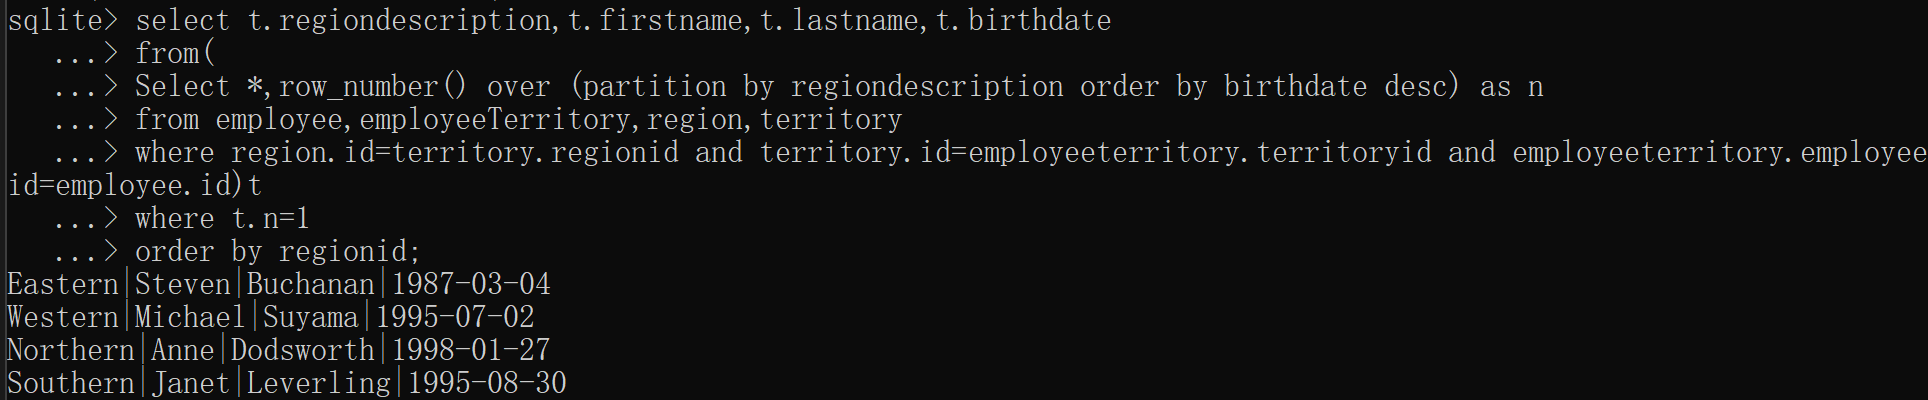 sqlite> select t.regiondescription,t.firstname,t.lastname,t.birthdate
   ...> from(
   ...> Select *,row_number() over (partition by regiondescription order by birthdate desc) as n
   ...> from employee,employeeTerritory,region,territory
   ...> where region.id=territory.regionid and territory.id=employeeterritory.territoryid and employeeterritory.employee
id=employee.id)t
   ...> where t.n=1
   ...> order by regionid;
Eastern|Steven|Buchanan|1987-03-04
Western|Michael|Suyama|1995-07-02
Northern|Anne|Dodsworth|1998-01-27
Southern|Janet|Leverling|1995-08-30